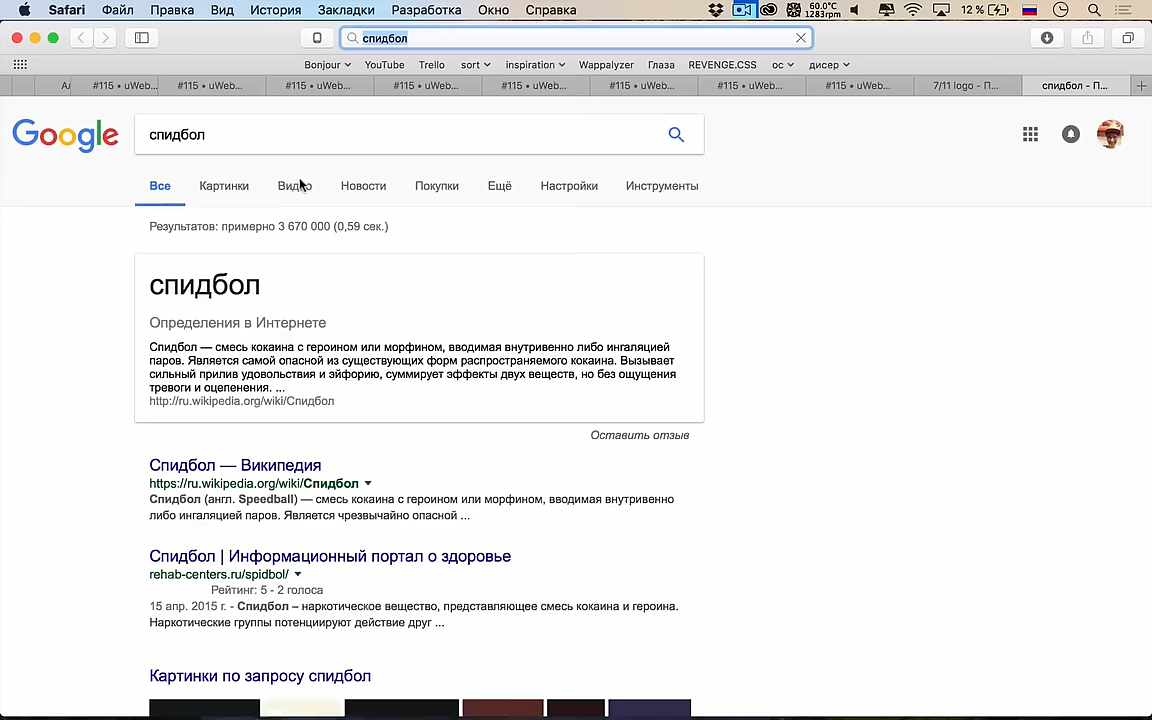 Safari Файл Правка Вид История Закладки Разработка Окно Справка 60.0°C 1283rpm 12 %
спидбол
Bonjour YouTube Trello sort inspiration Wappalyzer Глаза REVENGE.CSS ос дисер
#115 • uWeb... #115 • uWeb... #115 • uWeb... #115 • uWeb... #115 • uWeb... #115 • uWeb... #115 • uWeb... #115 • uWeb... 7/11 logo - П... спидбол - П...
Google спидбол
Все Картинки Видео Новости Покупки Ещё Настройки Инструменты
Результатов: примерно 3 670 000 (0,59 сек.)
спидбол
Определения в Интернете
Спидбол — смесь кокаина с героином или морфином, вводимая внутривенно либо ингаляцией
паров. Является самой опасной из существующих форм распространяемого кокаина. Вызывает
сильный прилив удовольствия и эйфорию, суммирует эффекты двух веществ, но без ощущения
тревоги и оцепенения. ...
http://ru.wikipedia.org/wiki/Спидбол
Оставить отзыв
Спидбол — Википедия
https://ru.wikipedia.org/wiki/Спидбол
Спидбол (англ. Speedball) — смесь кокаина с героином или морфином, вводимая внутривенно
либо ингаляцией паров. Является чрезвычайно опасной ...
Спидбол | Информационный портал о здоровье
rehab-centers.ru/spidbol/
Рейтинг: 5 - 2 голоса
15 апр. 2015 г. - Спидбол – наркотическое вещество, представляющее смесь кокаина и героина.
Наркотические группы потенциируют действие друг ...
Картинки по запросу спидбол